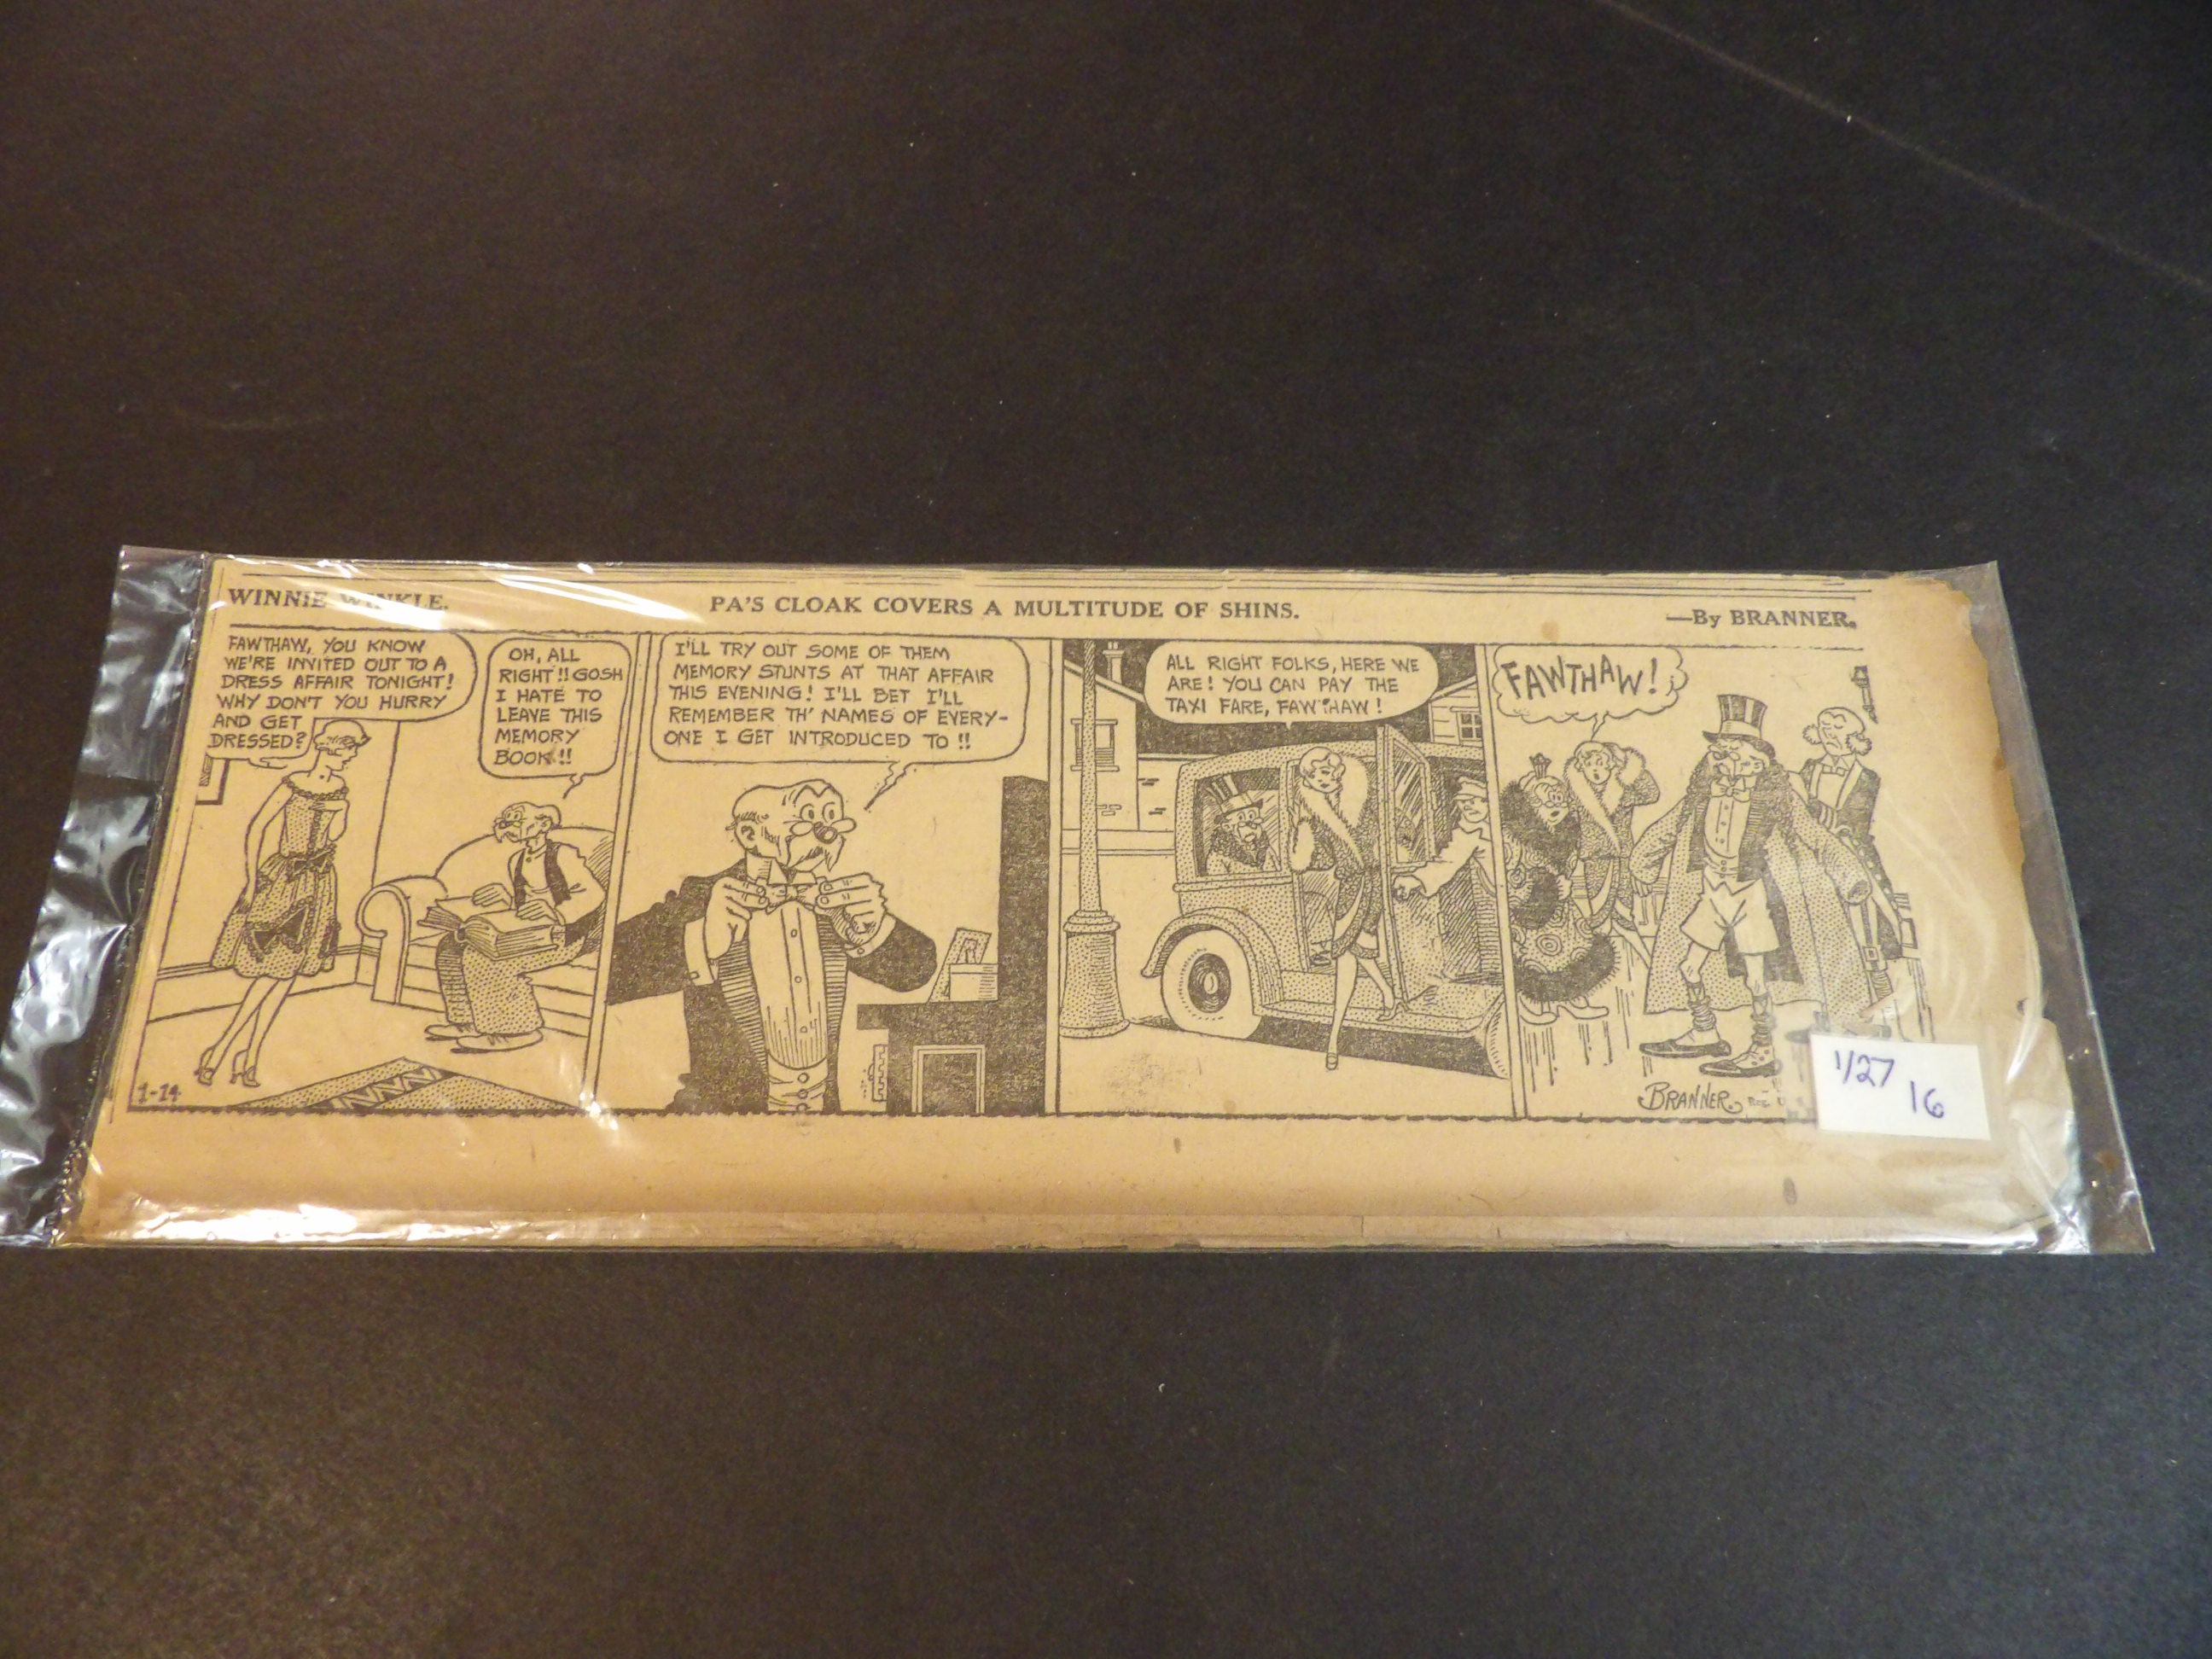 WINNIE WINKLE.
PA'S CLOAK COVERS A MULTITUDE OF SHINS.
—By BRANNER.
FAWTHAW, YOU KNOW
WE'RE INVITED OUT TO A
DRESS AFFAIR TONIGHT!
WHY DON'T YOU HURRY
AND GET
DRESSED?
OH, ALL
RIGHT!! GOSH
I HATE TO
LEAVE THIS
MEMORY
BOOK!!
1-14
I'LL TRY OUT SOME OF THEM
MEMORY STUNTS AT THAT AFFAIR
THIS EVENING! I'LL BET I'LL
REMEMBER TH' NAMES OF EVERY-
ONE I GET INTRODUCED TO!!
ALL RIGHT FOLKS, HERE WE
ARE! YOU CAN PAY THE
TAXI FARE, FAWTHAW!
FAWTHAW!
BRANNER
1/27
16